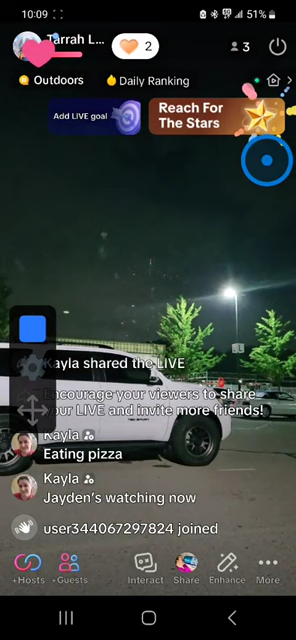 10:09
51%
Tarrah L...
2
3
Outdoors
Daily Ranking
Add LIVE goal
Reach For
The Stars
Kayla shared the LIVE
Encourage your viewers to share
your LIVE and invite more friends!
Kayla
Eating pizza
Kayla
Jayden's watching now
user344067297824 joined
+Hosts
+Guests
Interact
Share
Enhance
More